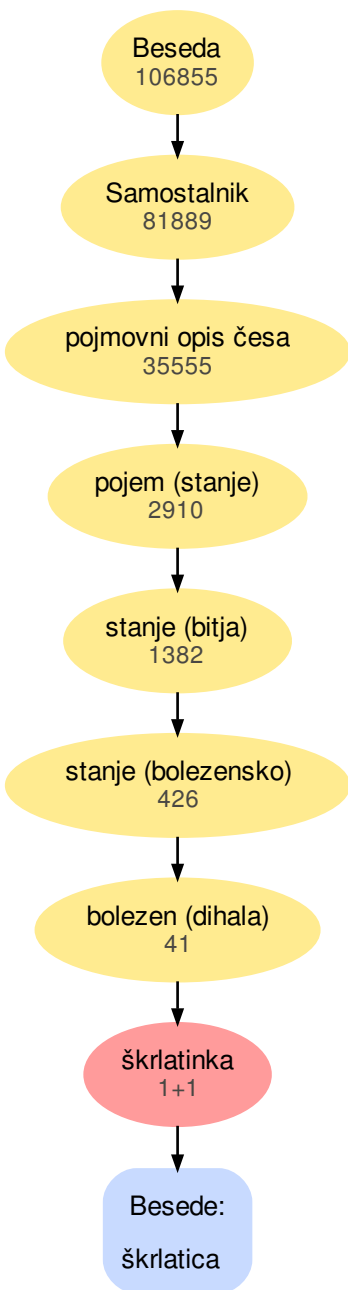 Beseda
106855
Samostalnik
81889
pojmovni opis česa
35555
pojem (stanje)
2910
stanje (bitja)
1382
stanje (bolezensko)
426
bolezen (dihala)
41
škrlatinka
1+1
Besede:
škrlatica